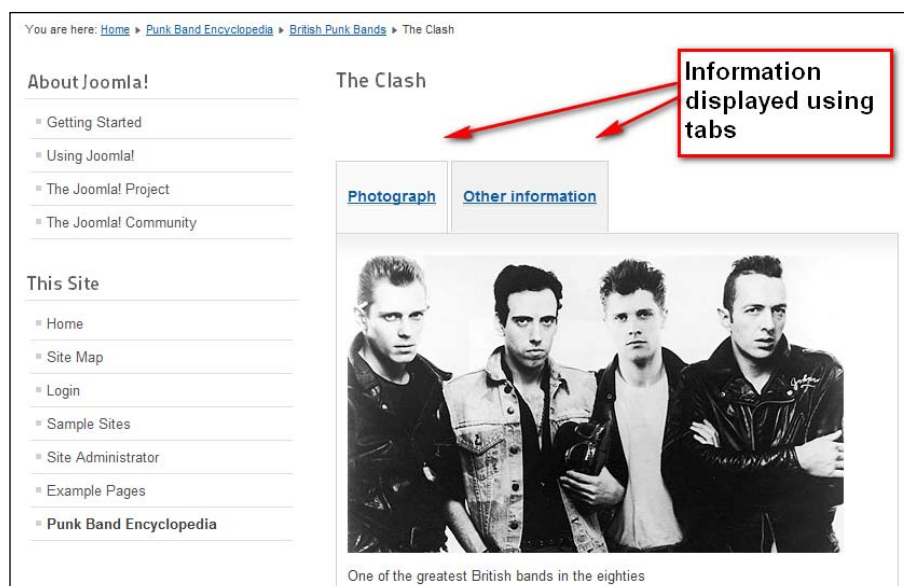 You are here: Home ▸ Punk Band Encyclopedia ▸ British Punk Bands ▸ The Clash
About Joomla!
Getting Started
Using Joomla!
The Joomla! Project
The Joomla! Community
This Site
Home
Site Map
Login
Sample Sites
Site Administrator
Example Pages
Punk Band Encyclopedia
The Clash
Information
displayed using
tabs
Photograph
Other information
One of the greatest British bands in the eighties